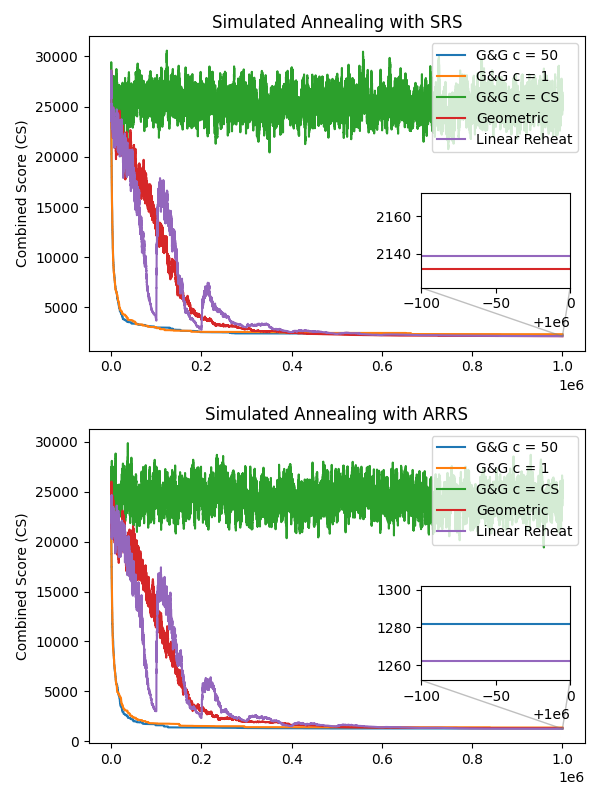 Simulated Annealing with SRS
Combined Score (CS)
30000
25000
20000
15000
10000
5000
G&G c = 50
G&G c = 1
G&G c = CS
Geometric
Linear Reheat
2160
2140
−100 −50 0
+1e6
0.0 0.2 0.4 0.6 0.8 1.0
1e6
Simulated Annealing with ARRS
Combined Score (CS)
30000
25000
20000
15000
10000
5000
0
G&G c = 50
G&G c = 1
G&G c = CS
Geometric
Linear Reheat
1300
1280
1260
−100 −50 0
+1e6
0.0 0.2 0.4 0.6 0.8 1.0
1e6